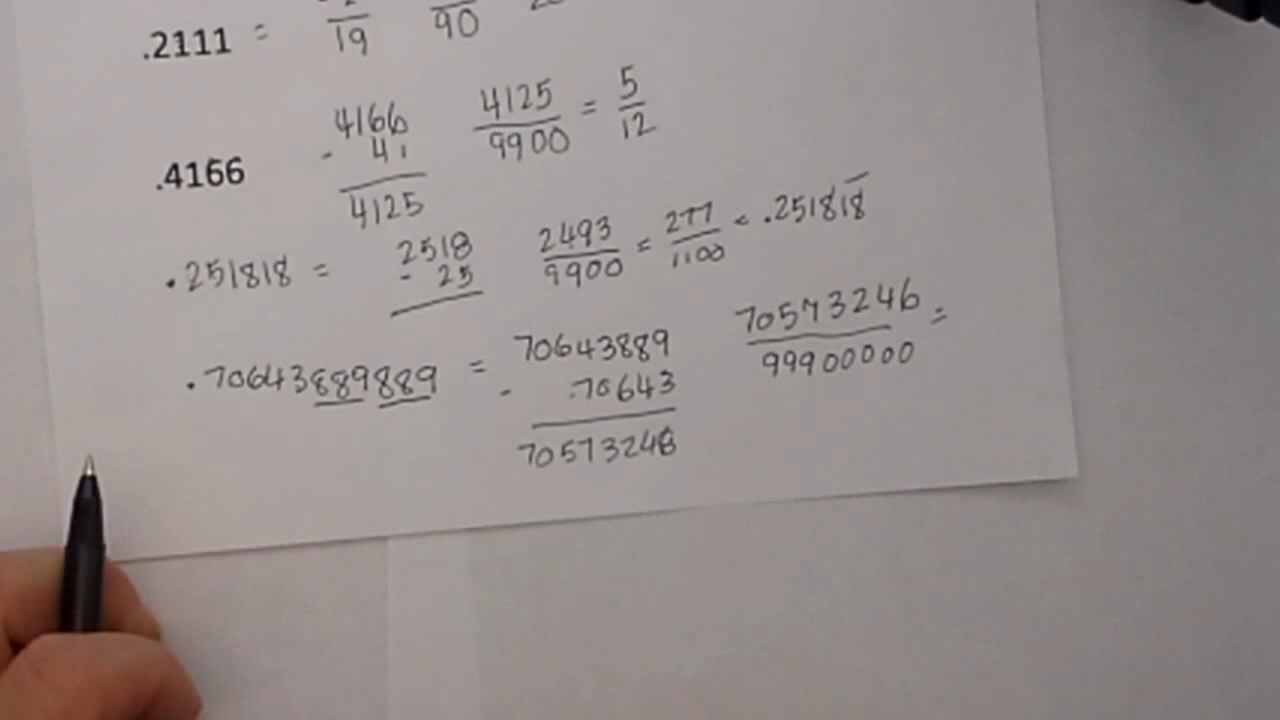 .2111 = 19 90
.4166 4166 - 41 4125 4125/9900 = 5/12
.251818 = 2518 - 25 2493/9900 = 277/1100 = .251818
.70643889889 = 70643889 - .70643 70573246 70573246/99900000 =